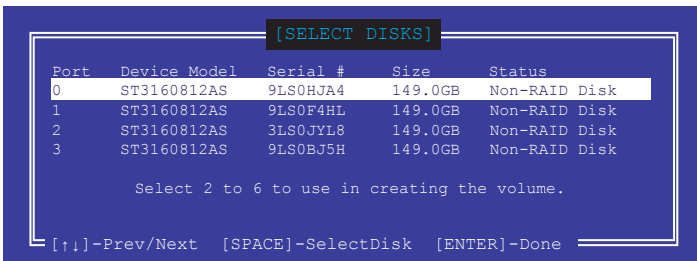 [SELECT DISKS]
Port Device Model Serial # Size Status
0 ST3160812AS 9LS0HJA4 149.0GB Non-RAID Disk
1 ST3160812AS 9LS0F4HL 149.0GB Non-RAID Disk
2 ST3160812AS 3LS0JYL8 149.0GB Non-RAID Disk
3 ST3160812AS 9LS0BJ5H 149.0GB Non-RAID Disk
Select 2 to 6 to use in creating the volume.
[↑↓]-Prev/Next [SPACE]-SelectDisk [ENTER]-Done